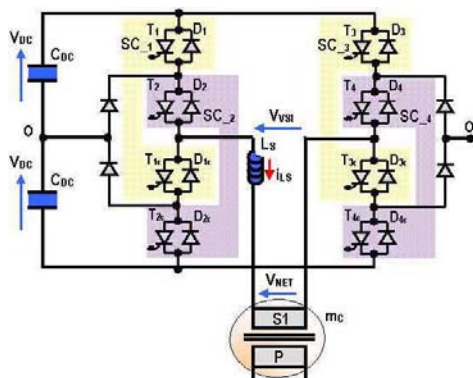 T1 D1
T3 D3
VDC
SC_1
SC_3
CDC
T2 D2
T4 D4
SC_2
SC_4
VVSI
O
O
LS
iLS
VDC
T1c D1c
T3c D3c
CDC
T2c D2c
T4c D4c
VNET
S1
mC
P